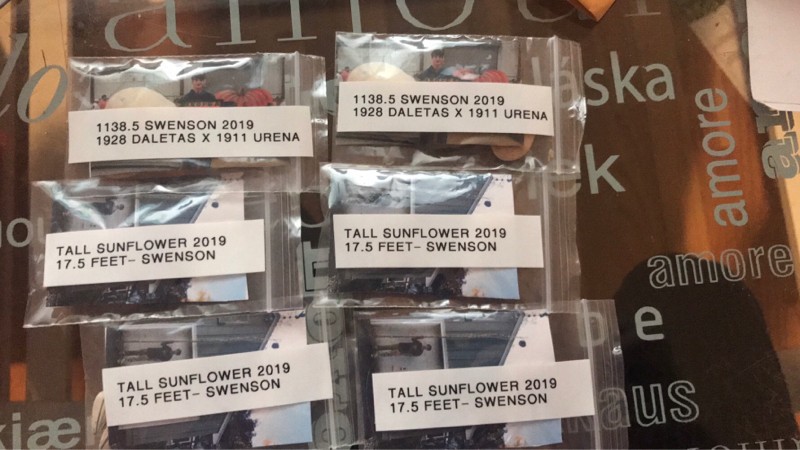 amour
1138.5 SWENSON 2019
1928 DALETAS X 1911 URENA
1138.5 SWENSON 2019
1928 DALETAS X 1911 URENA
láska
amore
TALL SUNFLOWER 2019
17.5 FEET- SWENSON
TALL SUNFLOWER 2019
17.5 FEET- SWENSON
amore
TALL SUNFLOWER 2019
17.5 FEET- SWENSON
TALL SUNFLOWER 2019
17.5 FEET- SWENSON